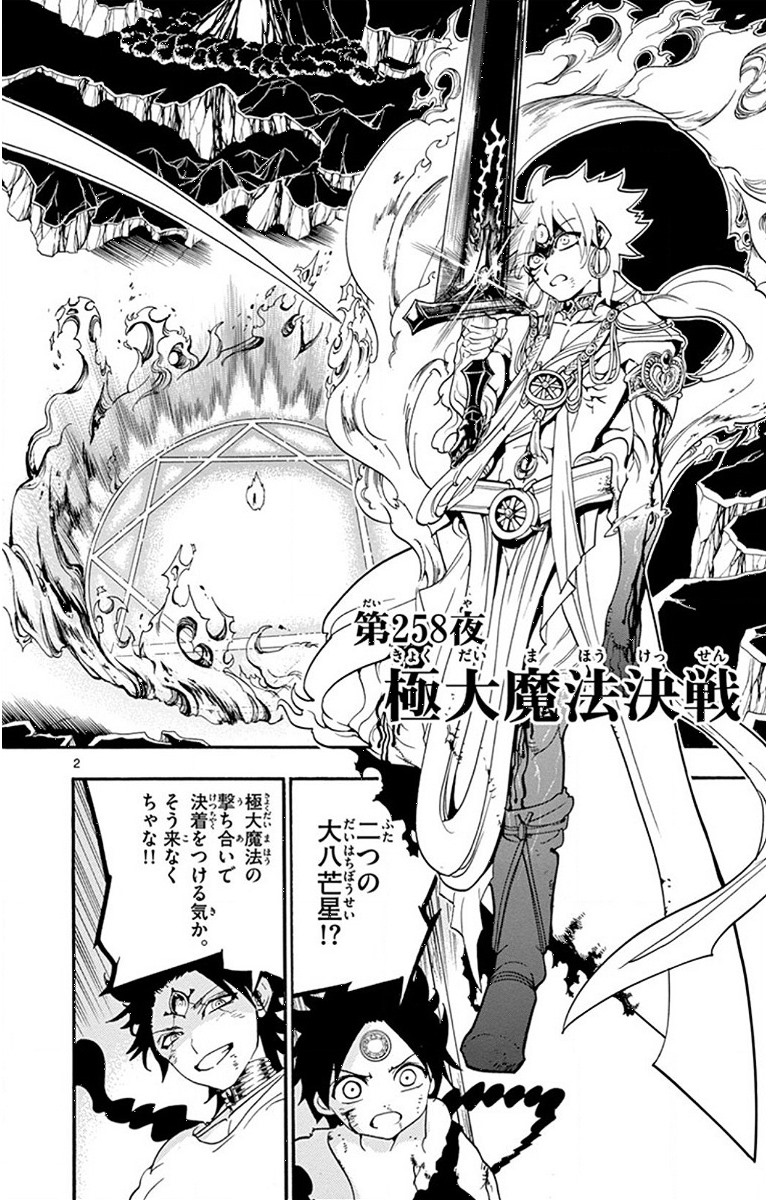 第258夜
極大魔法決戦
2
二つの
大八芒星!?
極大魔法の
撃ち合いで
決着をつける気か。
そう来なく
ちゃな!!